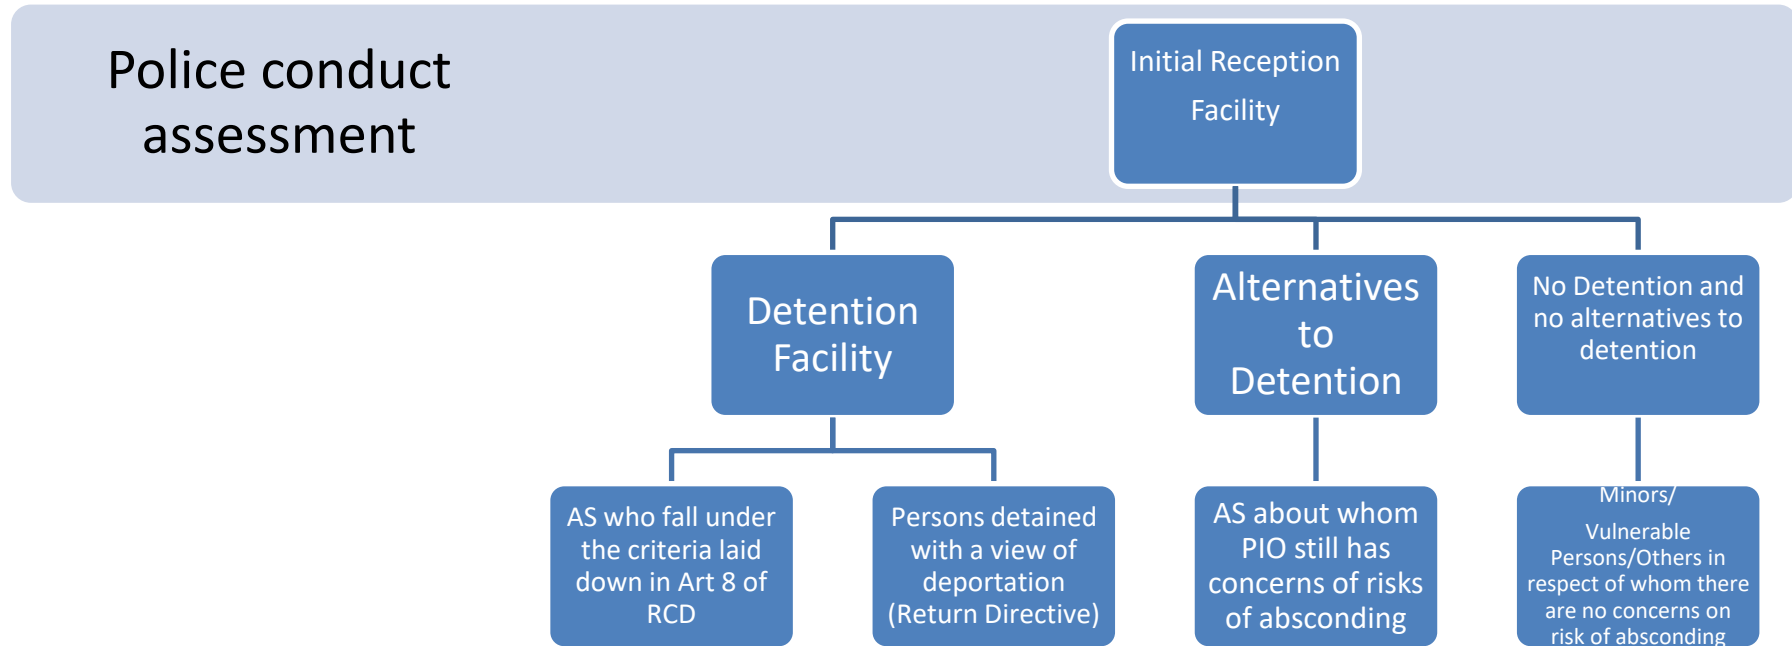 Police conduct
assessment
Initial Reception
Facility
Detention
Facility
Alternatives
to
Detention
No Detention and
no alternatives to
detention
AS who fall under
the criteria laid
down in Art 8 of
RCD
Persons detained
with a view of
deportation
(Return Directive)
AS about whom
PIO still has
concerns of risks
of absconding
Minors/
Vulnerable
Persons/Others in
respect of whom there
are no concerns on
risk of absconding